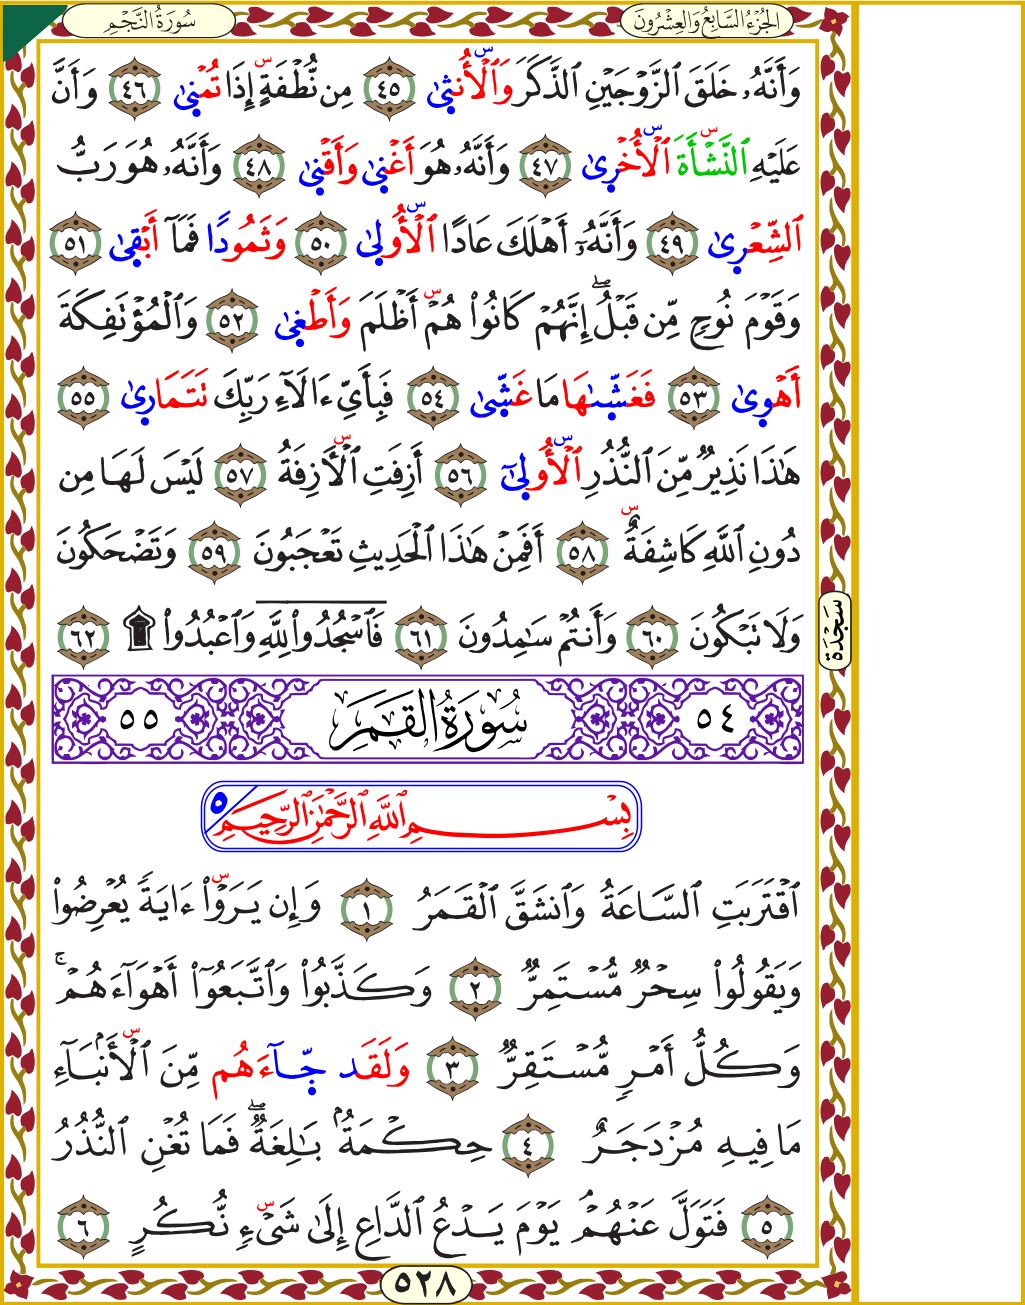 سُورَةُ النَّجْمِ
الجُزْءُ السَّابِعُ وَالعِشْرُونَ
وَأَنَّهُۥ خَلَقَ ٱلزَّوْجَيْنِ ٱلذَّكَرَ وَٱلْأُنثَىٰ ٤٥ مِن نُّطْفَةٍ إِذَا تُمْنَىٰ ٤٦ وَأَنَّ
عَلَيْهِ ٱلنَّشْأَةَ ٱلْأُخْرَىٰ ٤٧ وَأَنَّهُۥ هُوَ أَغْنَىٰ وَأَقْنَىٰ ٤٨ وَأَنَّهُۥ هُوَ رَبُّ
ٱلشِّعْرَىٰ ٤٩ وَأَنَّهُۥٓ أَهْلَكَ عَادًا ٱلْأُولَىٰ ٥٠ وَثَمُودًا فَمَآ أَبْقَىٰ ٥١
وَقَوْمَ نُوحٍ مِّن قَبْلُ ۖ إِنَّهُمْ كَانُوا۟ هُمْ أَظْلَمَ وَأَطْغَىٰ ٥٢ وَٱلْمُؤْتَفِكَةَ
أَهْوَىٰ ٥٣ فَغَشَّىٰهَا مَا غَشَّىٰ ٥٤ فَبِأَىِّ ءَالَآءِ رَبِّكَ تَتَمَارَىٰ ٥٥
هَٰذَا نَذِيرٌ مِّنَ ٱلنُّذُرِ ٱلْأُولَىٰٓ ٥٦ أَزِفَتِ ٱلْأَزِفَةُ ٥٧ لَيْسَ لَهَا مِن
دُونِ ٱللَّهِ كَاشِفَةٌ ٥٨ أَفَمِنْ هَٰذَا ٱلْحَدِيثِ تَعْجَبُونَ ٥٩ وَتَضْحَكُونَ
وَلَا تَبْكُونَ ٦٠ وَأَنتُمْ سَٰمِدُونَ ٦١ فَٱسْجُدُوا۟ لِلَّهِ وَٱعْبُدُوا۟ ۩ ٦٢
سَجْدَة
٥٤ سُورَةُ القَمَرِ ٥٥
بِسْمِ ٱللَّهِ ٱلرَّحْمَٰنِ ٱلرَّحِيمِ ٥
ٱقْتَرَبَتِ ٱلسَّاعَةُ وَٱنشَقَّ ٱلْقَمَرُ ١ وَإِن يَرَوْا۟ ءَايَةً يُعْرِضُوا۟
وَيَقُولُوا۟ سِحْرٌ مُّسْتَمِرٌّ ٢ وَكَذَّبُوا۟ وَٱتَّبَعُوٓا۟ أَهْوَآءَهُمْ ۚ
وَكُلُّ أَمْرٍ مُّسْتَقِرٌّ ٣ وَلَقَد جَّآءَهُم مِّنَ ٱلْأَنۢبَآءِ
مَا فِيهِ مُزْدَجَرٌ ٤ حِكْمَةٌۢ بَٰلِغَةٌ ۖ فَمَا تُغْنِ ٱلنُّذُرُ
٥ فَتَوَلَّ عَنْهُمْ ۘ يَوْمَ يَدْعُ ٱلدَّاعِ إِلَىٰ شَىْءٍ نُّكُرٍ ٦
٥٢٨